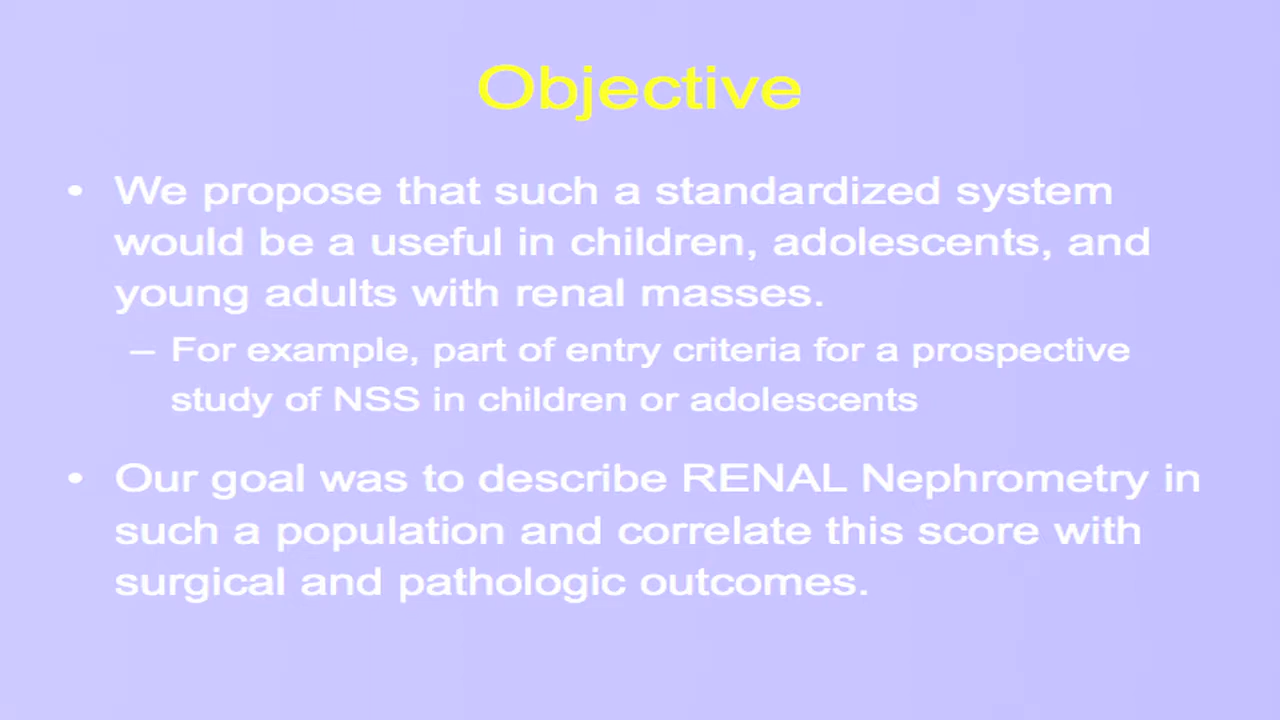 Objective
• We propose that such a standardized system
would be a useful in children, adolescents, and
young adults with renal masses.
– For example, part of entry criteria for a prospective
study of NSS in children or adolescents
• Our goal was to describe RENAL Nephrometry in
such a population and correlate this score with
surgical and pathologic outcomes.